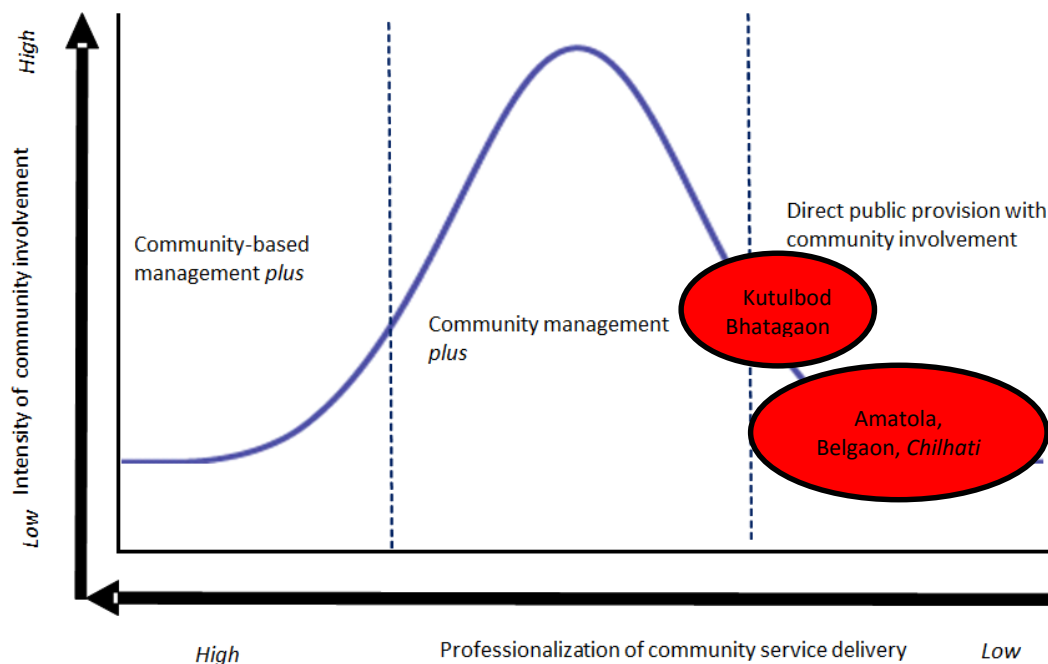 High
Intensity of community involvement
Low
Community-based
management plus
Community management
plus
Direct public provision with
community involvement
Kutulbod
Bhatagaon
Amatola,
Belgaon, Chilhati
High
Professionalization of community service delivery
Low